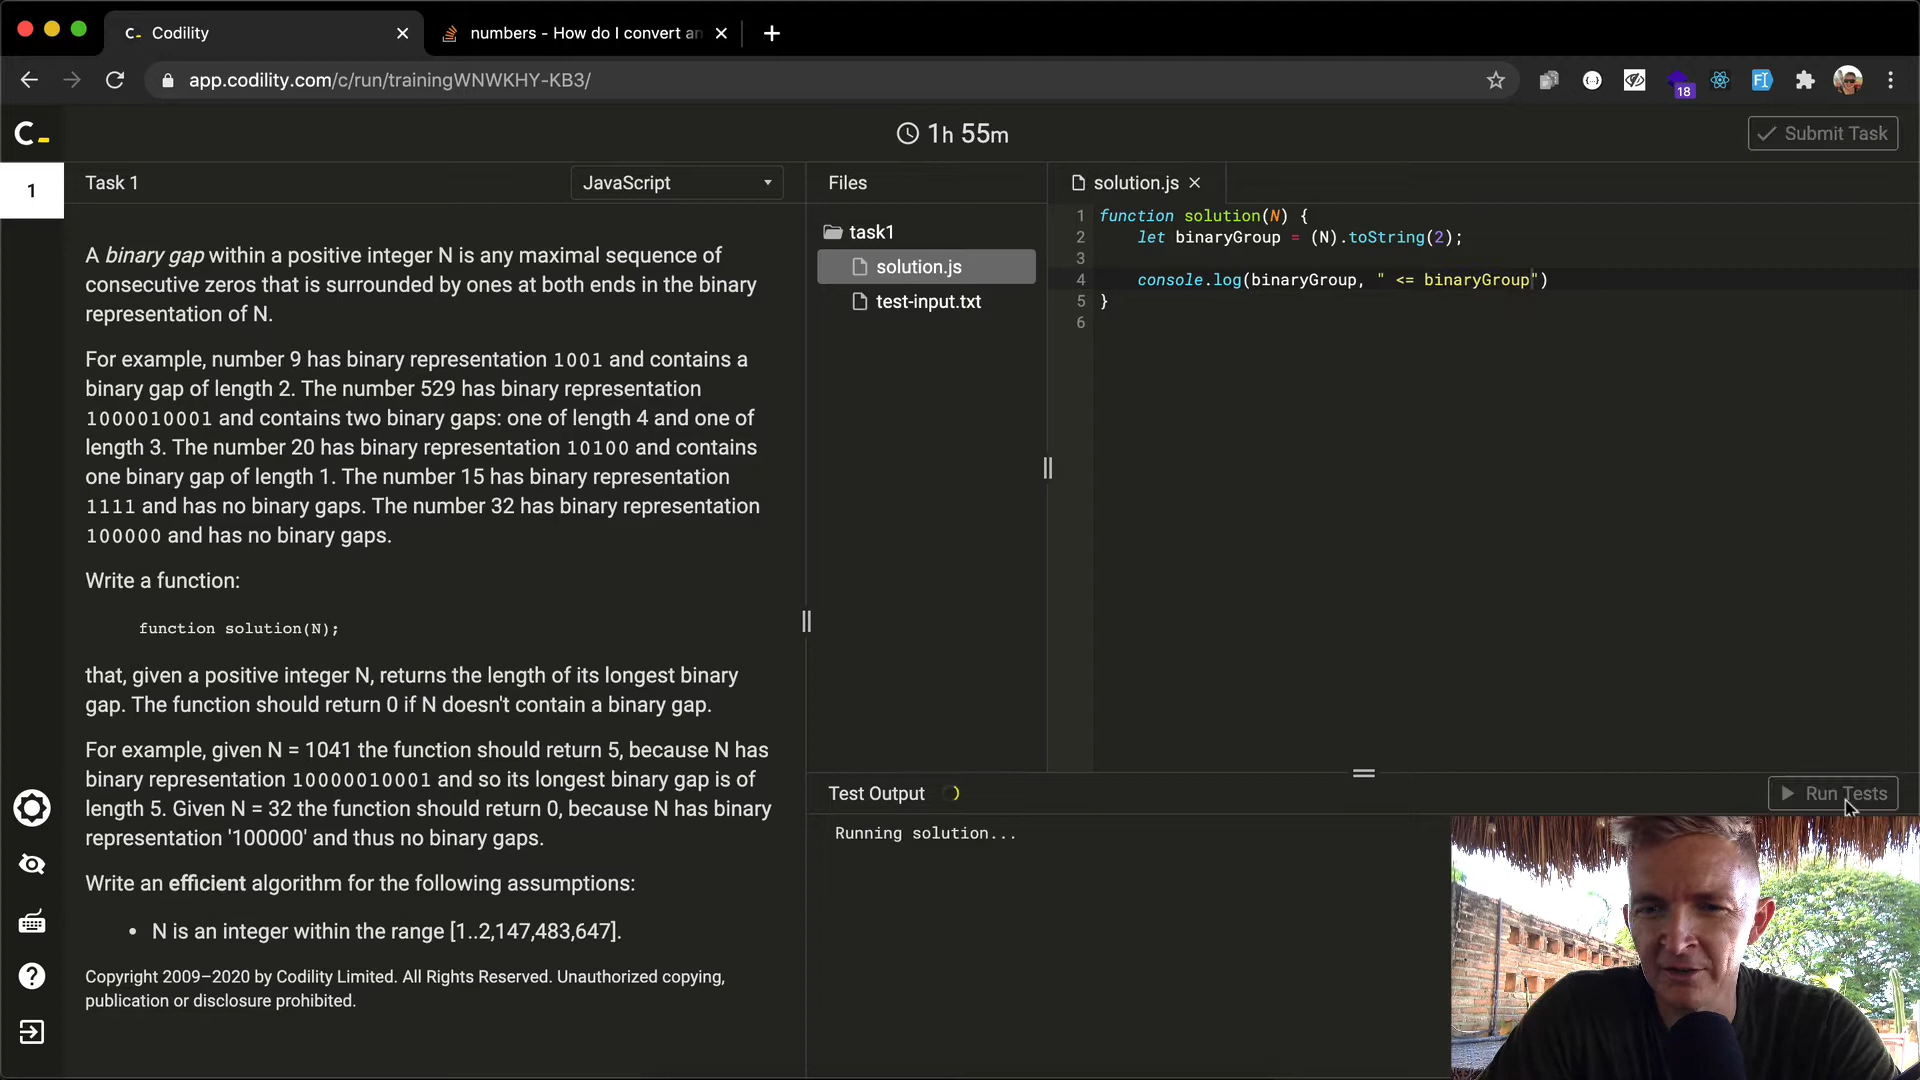 Codility
numbers - How do I convert an
app.codility.com/c/run/trainingWNWKHY-KB3/
18
1h 55m
Submit Task
1
Task 1
JavaScript
Files
solution.js
A binary gap within a positive integer N is any maximal sequence of
consecutive zeros that is surrounded by ones at both ends in the binary
representation of N.
For example, number 9 has binary representation 1001 and contains a
binary gap of length 2. The number 529 has binary representation
1000010001 and contains two binary gaps: one of length 4 and one of
length 3. The number 20 has binary representation 10100 and contains
one binary gap of length 1. The number 15 has binary representation
1111 and has no binary gaps. The number 32 has binary representation
100000 and has no binary gaps.
Write a function:
function solution(N);
that, given a positive integer N, returns the length of its longest binary
gap. The function should return 0 if N doesn't contain a binary gap.
For example, given N = 1041 the function should return 5, because N has
binary representation 10000010001 and so its longest binary gap is of
length 5. Given N = 32 the function should return 0, because N has binary
representation '100000' and thus no binary gaps.
Write an efficient algorithm for the following assumptions:
• N is an integer within the range [1..2,147,483,647].
Copyright 2009–2020 by Codility Limited. All Rights Reserved. Unauthorized copying,
publication or disclosure prohibited.
task1
solution.js
test-input.txt
1 function solution(N) {
2 let binaryGroup = (N).toString(2);
3
4 console.log(binaryGroup, " <= binaryGroup")
5 }
6
Test Output
Run Tests
Running solution...